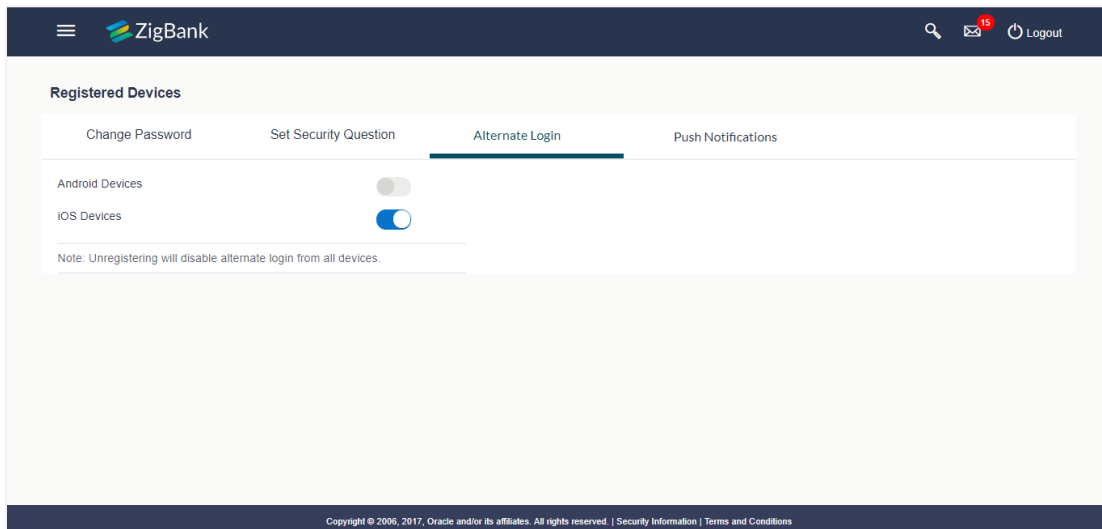 ZigBank
15
Logout
Registered Devices
Change Password Set Security Question Alternate Login Push Notifications
Android Devices
iOS Devices
Note: Unregistering will disable alternate login from all devices.
Copyright © 2006, 2017, Oracle and/or its affiliates. All rights reserved. | Security Information | Terms and Conditions